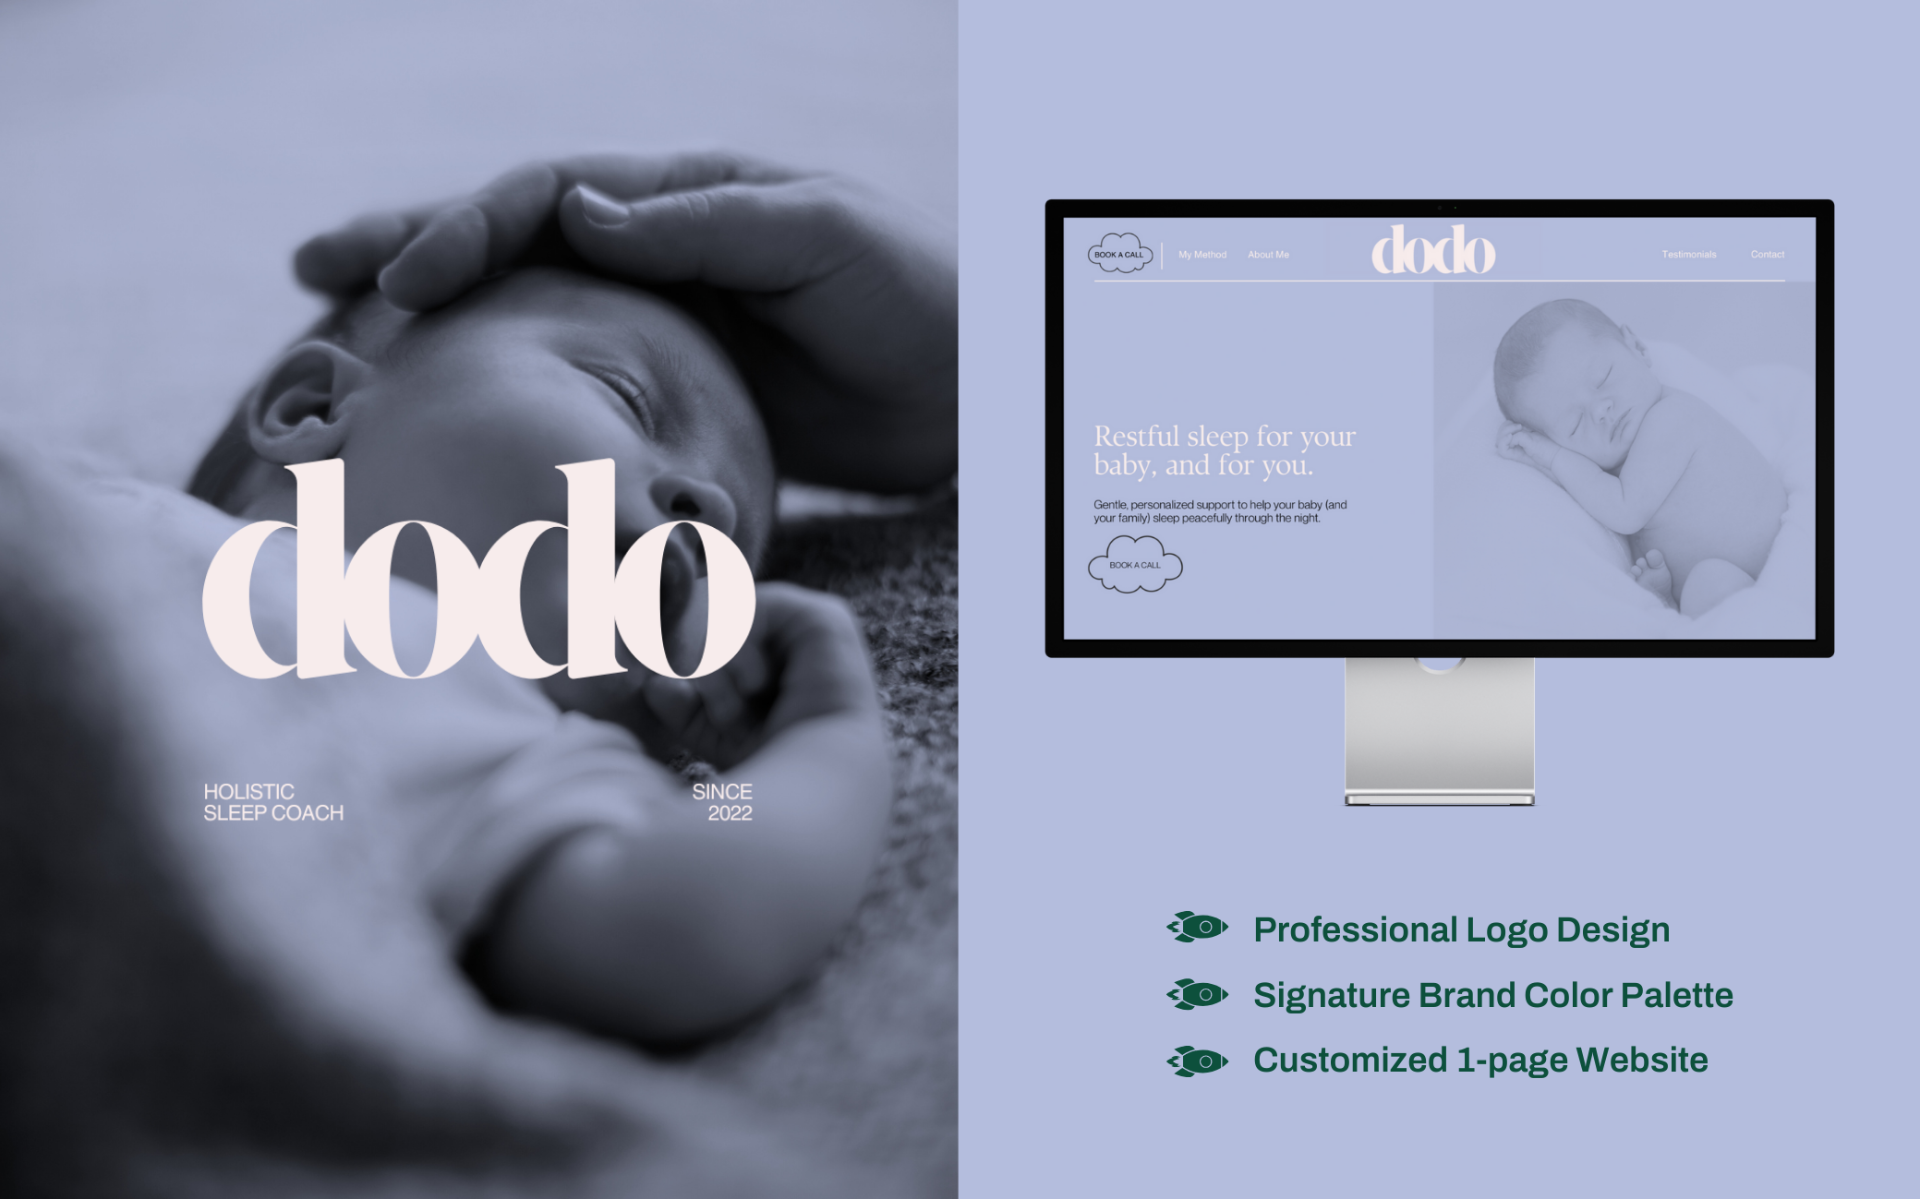 dodo
HOLISTIC
SLEEP COACH
SINCE
2022
BOOK A CALL
My Method
About Me
dodo
Testimonials
Contact
Restful sleep for your
baby, and for you.
Gentle, personalized support to help your baby (and
your family) sleep peacefully through the night.
BOOK A CALL
Professional Logo Design
Signature Brand Color Palette
Customized 1-page Website